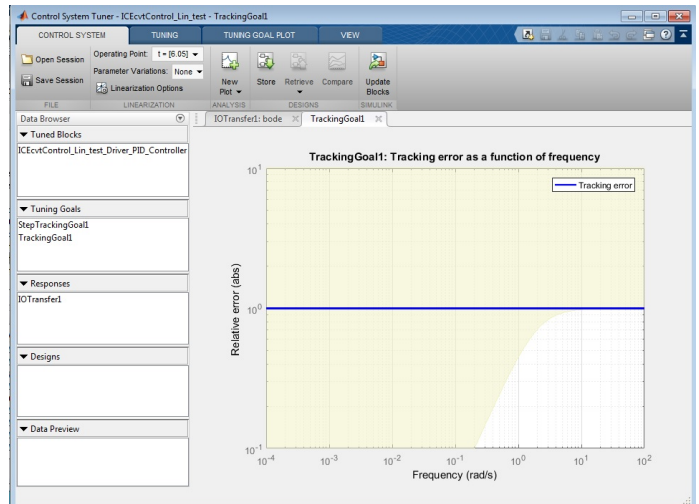 Control System Tuner - ICEcvtControl_Lin_test - TrackingGoal1
CONTROL SYSTEM TUNING TUNING GOAL PLOT VIEW
Open Session
Save Session
FILE
Operating Point: t = [6.05]
Parameter Variations: None
Linearization Options
LINEARIZATION
New Plot
ANALYSIS
Store Retrieve Compare
DESIGNS
Update Blocks
SIMULINK
Data Browser
Tuned Blocks
ICEcvtControl_Lin_test_Driver_PID_Controller
Tuning Goals
StepTrackingGoal1
TrackingGoal1
Responses
IOTransfer1
Designs
Data Preview
IOTransfer1: bode TrackingGoal1
TrackingGoal1: Tracking error as a function of frequency
Tracking error
Relative error (abs)
10^1
10^0
10^-1
10^-4 10^-3 10^-2 10^-1 10^0 10^1 10^2
Frequency (rad/s)